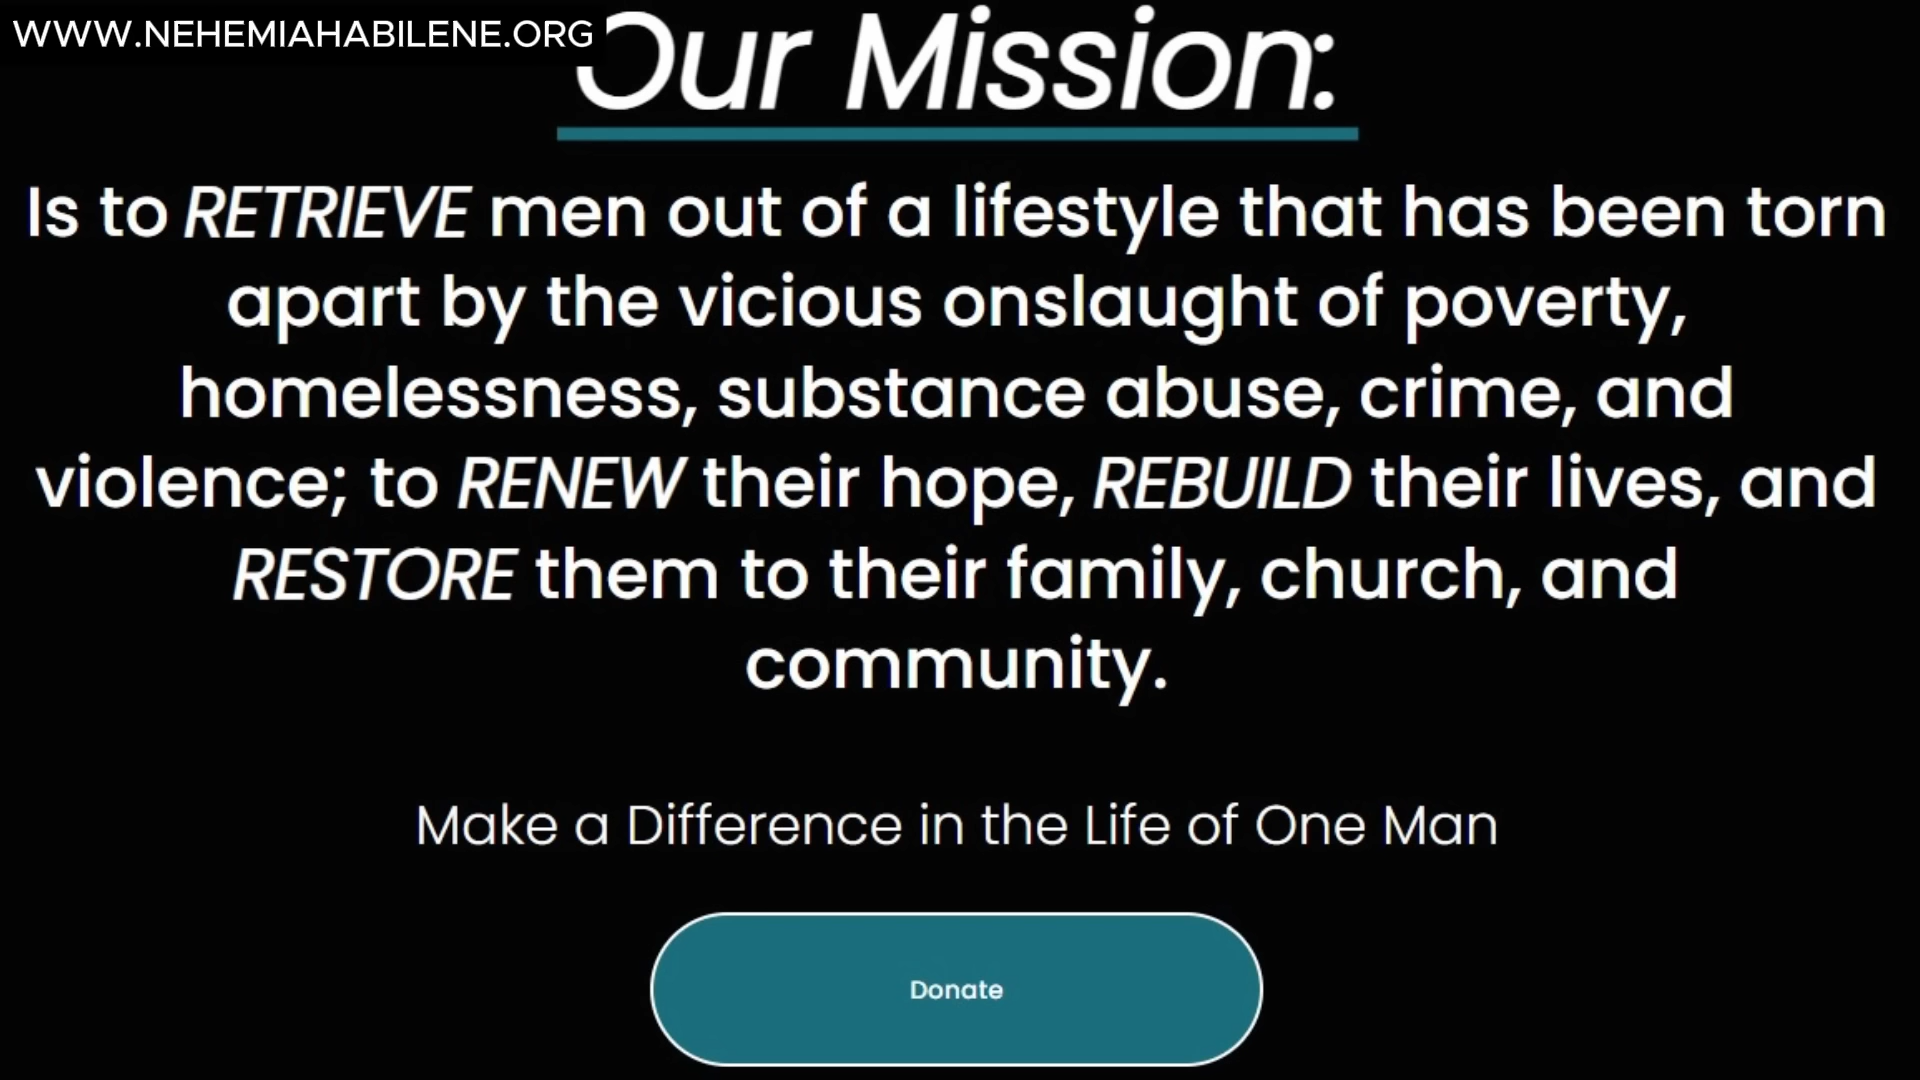 WWW.NEHEMIAHABILENE.ORG
Our Mission:
Is to RETRIEVE men out of a lifestyle that has been torn
apart by the vicious onslaught of poverty,
homelessness, substance abuse, crime, and
violence; to RENEW their hope, REBUILD their lives, and
RESTORE them to their family, church, and
community.
Make a Difference in the Life of One Man
Donate